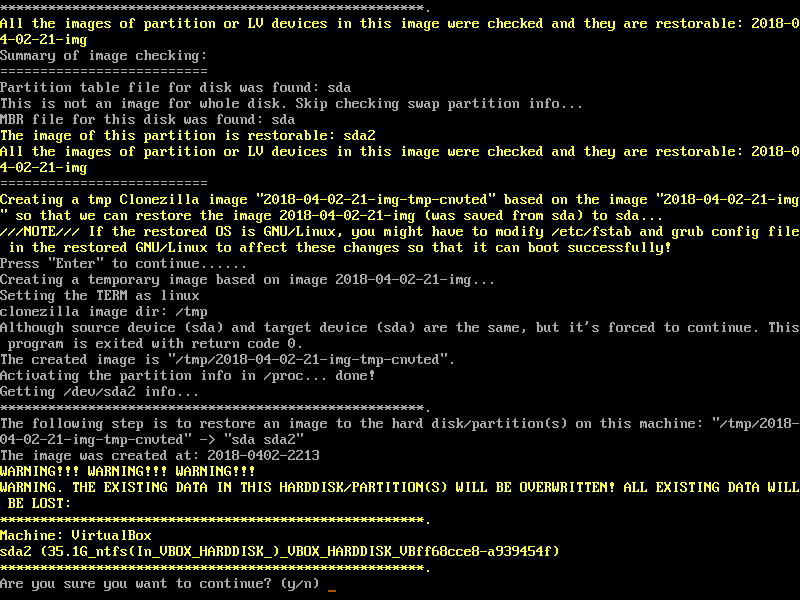 *****************************************************.
All the images of partition or LV devices in this image were checked and they are restorable: 2018-0
4-02-21-img
Summary of image checking:
==========================
Partition table file for disk was found: sda
This is not an image for whole disk. Skip checking swap partition info...
MBR file for this disk was found: sda
The image of this partition is restorable: sda2
All the images of partition or LV devices in this image were checked and they are restorable: 2018-0
4-02-21-img
==========================
Creating a tmp Clonezilla image "2018-04-02-21-img-tmp-cnvted" based on the image "2018-04-02-21-img
" so that we can restore the image 2018-04-02-21-img (was saved from sda) to sda...
///NOTE/// If the restored OS is GNU/Linux, you might have to modify /etc/fstab and grub config file
 in the restored GNU/Linux to affect these changes so that it can boot successfully!
Press "Enter" to continue......
Creating a temporary image based on image 2018-04-02-21-img...
Setting the TERM as linux
clonezilla image dir: /tmp
Although source device (sda) and target device (sda) are the same, but it's forced to continue. This
 program is exited with return code 0.
The created image is "/tmp/2018-04-02-21-img-tmp-cnvted".
Activating the partition info in /proc... done!
Getting /dev/sda2 info...
*****************************************************.
The following step is to restore an image to the hard disk/partition(s) on this machine: "/tmp/2018-
04-02-21-img-tmp-cnvted" -> "sda sda2"
The image was created at: 2018-0402-2213
WARNING!!! WARNING!!! WARNING!!!
WARNING. THE EXISTING DATA IN THIS HARDDISK/PARTITION(S) WILL BE OVERWRITTEN! ALL EXISTING DATA WILL
 BE LOST:
*****************************************************.
Machine: VirtualBox
sda2 (35.1G_ntfs(In_VBOX_HARDDISK_)_VBOX_HARDDISK_VBff68cce8-a939454f)
*****************************************************.
Are you sure you want to continue? (y/n) _